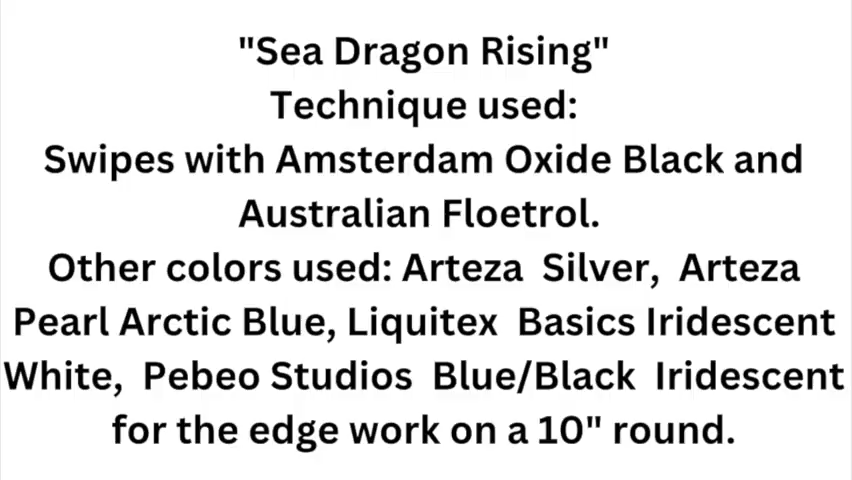 "Sea Dragon Rising"
Technique used:
Swipes with Amsterdam Oxide Black and
Australian Floetrol.
Other colors used: Arteza Silver, Arteza
Pearl Arctic Blue, Liquitex Basics Iridescent
White, Pebeo Studios Blue/Black Iridescent
for the edge work on a 10" round.